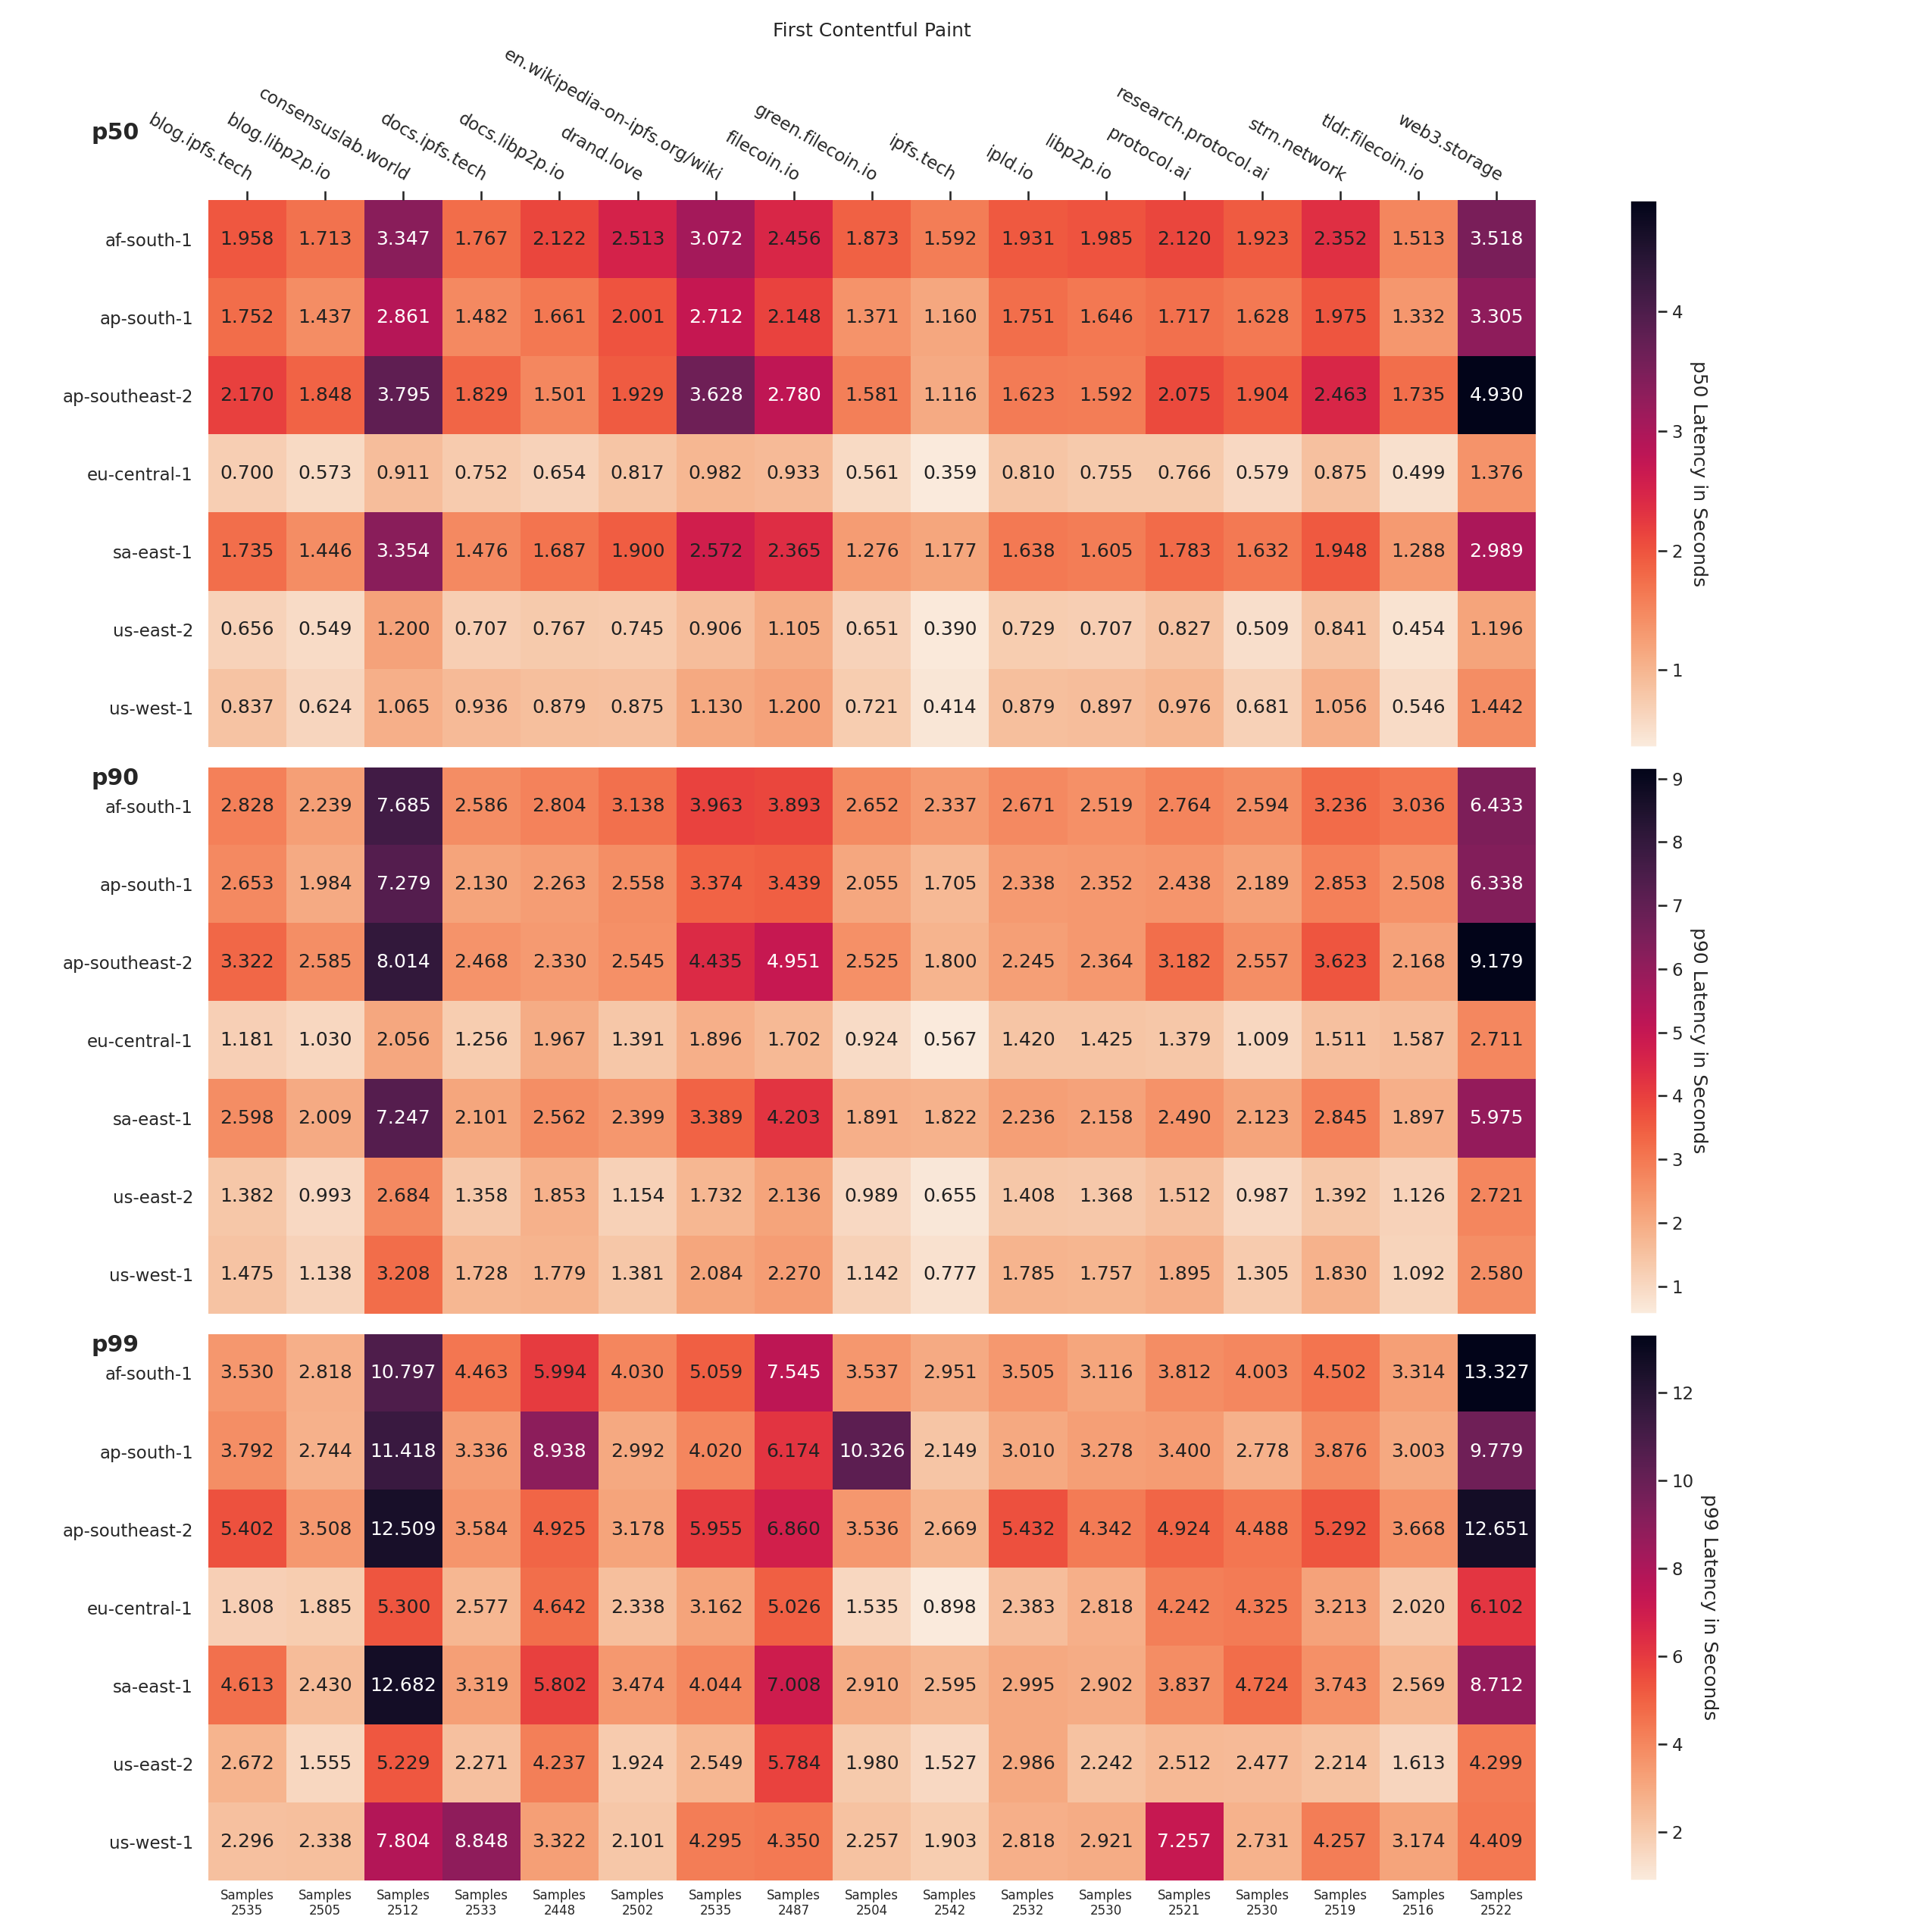 First Contentful Paint
p50
blog.ipfs.tech
blog.libp2p.io
consensuslab.world
docs.ipfs.tech
docs.libp2p.io
drand.love
en.wikipedia-on-ipfs.org/wiki
filecoin.io
green.filecoin.io
ipfs.tech
ipld.io
libp2p.io
protocol.ai
research.protocol.ai
strn.network
tldr.filecoin.io
web3.storage
af-south-1 1.958 1.713 3.347 1.767 2.122 2.513 3.072 2.456 1.873 1.592 1.931 1.985 2.120 1.923 2.352 1.513 3.518
ap-south-1 1.752 1.437 2.861 1.482 1.661 2.001 2.712 2.148 1.371 1.160 1.751 1.646 1.717 1.628 1.975 1.332 3.305
ap-southeast-2 2.170 1.848 3.795 1.829 1.501 1.929 3.628 2.780 1.581 1.116 1.623 1.592 2.075 1.904 2.463 1.735 4.930
eu-central-1 0.700 0.573 0.911 0.752 0.654 0.817 0.982 0.933 0.561 0.359 0.810 0.755 0.766 0.579 0.875 0.499 1.376
sa-east-1 1.735 1.446 3.354 1.476 1.687 1.900 2.572 2.365 1.276 1.177 1.638 1.605 1.783 1.632 1.948 1.288 2.989
us-east-2 0.656 0.549 1.200 0.707 0.767 0.745 0.906 1.105 0.651 0.390 0.729 0.707 0.827 0.509 0.841 0.454 1.196
us-west-1 0.837 0.624 1.065 0.936 0.879 0.875 1.130 1.200 0.721 0.414 0.879 0.897 0.976 0.681 1.056 0.546 1.442
4
3
2
1
p50 Latency in Seconds
p90
af-south-1 2.828 2.239 7.685 2.586 2.804 3.138 3.963 3.893 2.652 2.337 2.671 2.519 2.764 2.594 3.236 3.036 6.433
ap-south-1 2.653 1.984 7.279 2.130 2.263 2.558 3.374 3.439 2.055 1.705 2.338 2.352 2.438 2.189 2.853 2.508 6.338
ap-southeast-2 3.322 2.585 8.014 2.468 2.330 2.545 4.435 4.951 2.525 1.800 2.245 2.364 3.182 2.557 3.623 2.168 9.179
eu-central-1 1.181 1.030 2.056 1.256 1.967 1.391 1.896 1.702 0.924 0.567 1.420 1.425 1.379 1.009 1.511 1.587 2.711
sa-east-1 2.598 2.009 7.247 2.101 2.562 2.399 3.389 4.203 1.891 1.822 2.236 2.158 2.490 2.123 2.845 1.897 5.975
us-east-2 1.382 0.993 2.684 1.358 1.853 1.154 1.732 2.136 0.989 0.655 1.408 1.368 1.512 0.987 1.392 1.126 2.721
us-west-1 1.475 1.138 3.208 1.728 1.779 1.381 2.084 2.270 1.142 0.777 1.785 1.757 1.895 1.305 1.830 1.092 2.580
9
8
7
6
5
4
3
2
1
p90 Latency in Seconds
p99
af-south-1 3.530 2.818 10.797 4.463 5.994 4.030 5.059 7.545 3.537 2.951 3.505 3.116 3.812 4.003 4.502 3.314 13.327
ap-south-1 3.792 2.744 11.418 3.336 8.938 2.992 4.020 6.174 10.326 2.149 3.010 3.278 3.400 2.778 3.876 3.003 9.779
ap-southeast-2 5.402 3.508 12.509 3.584 4.925 3.178 5.955 6.860 3.536 2.669 5.432 4.342 4.924 4.488 5.292 3.668 12.651
eu-central-1 1.808 1.885 5.300 2.577 4.642 2.338 3.162 5.026 1.535 0.898 2.383 2.818 4.242 4.325 3.213 2.020 6.102
sa-east-1 4.613 2.430 12.682 3.319 5.802 3.474 4.044 7.008 2.910 2.595 2.995 2.902 3.837 4.724 3.743 2.569 8.712
us-east-2 2.672 1.555 5.229 2.271 4.237 1.924 2.549 5.784 1.980 1.527 2.986 2.242 2.512 2.477 2.214 1.613 4.299
us-west-1 2.296 2.338 7.804 8.848 3.322 2.101 4.295 4.350 2.257 1.903 2.818 2.921 7.257 2.731 4.257 3.174 4.409
12
10
8
6
4
2
p99 Latency in Seconds
Samples Samples Samples Samples Samples Samples Samples Samples Samples Samples Samples Samples Samples Samples Samples Samples Samples
2535 2505 2512 2533 2448 2502 2535 2487 2504 2542 2532 2530 2521 2530 2519 2516 2522